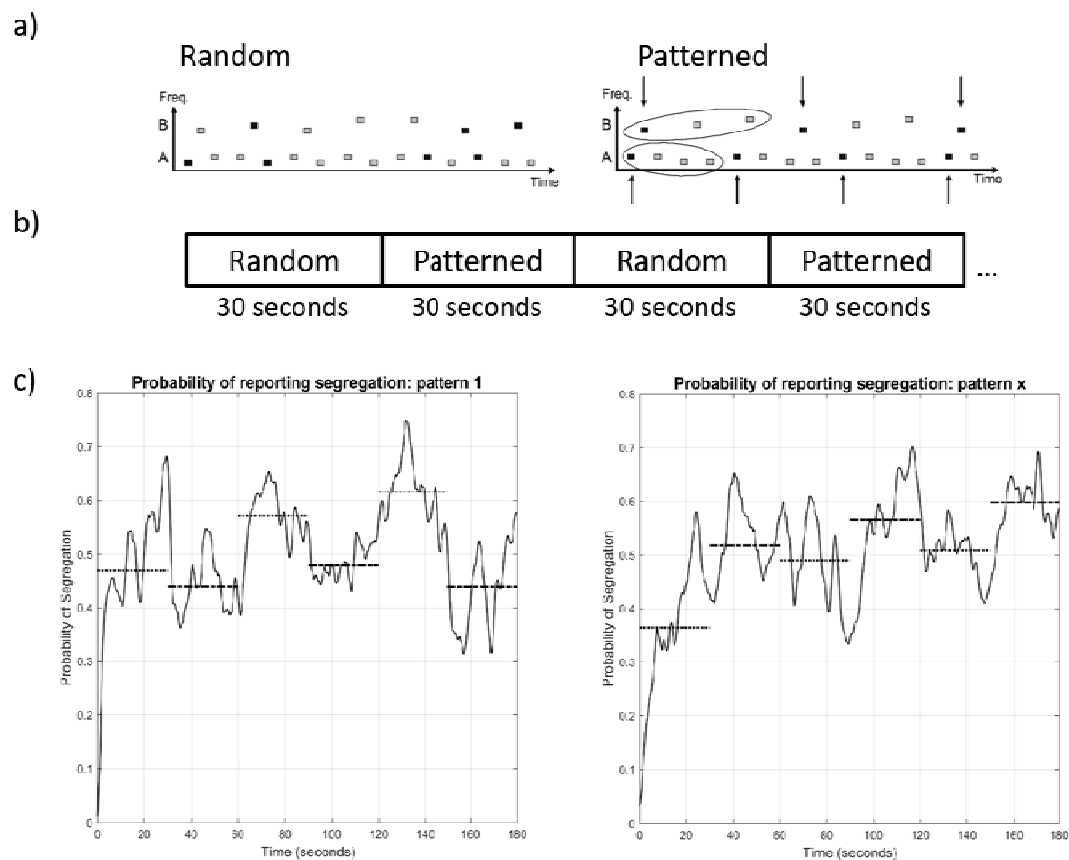 a)
Random
Patterned
Freq.
B
A
Time
Freq.
B
A
Time
b)
Random Patterned Random Patterned ...
30 seconds 30 seconds 30 seconds 30 seconds
c)
Probability of reporting segregation: pattern 1
Probability of Segregation
0.8
0.7
0.6
0.5
0.4
0.3
0.2
0.1
0
0 20 40 60 80 100 120 140 160 180
Time (seconds)
Probability of reporting segregation: pattern x
Probability of Segregation
0.8
0.7
0.6
0.5
0.4
0.3
0.2
0.1
0
0 20 40 60 80 100 120 140 160 180
Time (seconds)